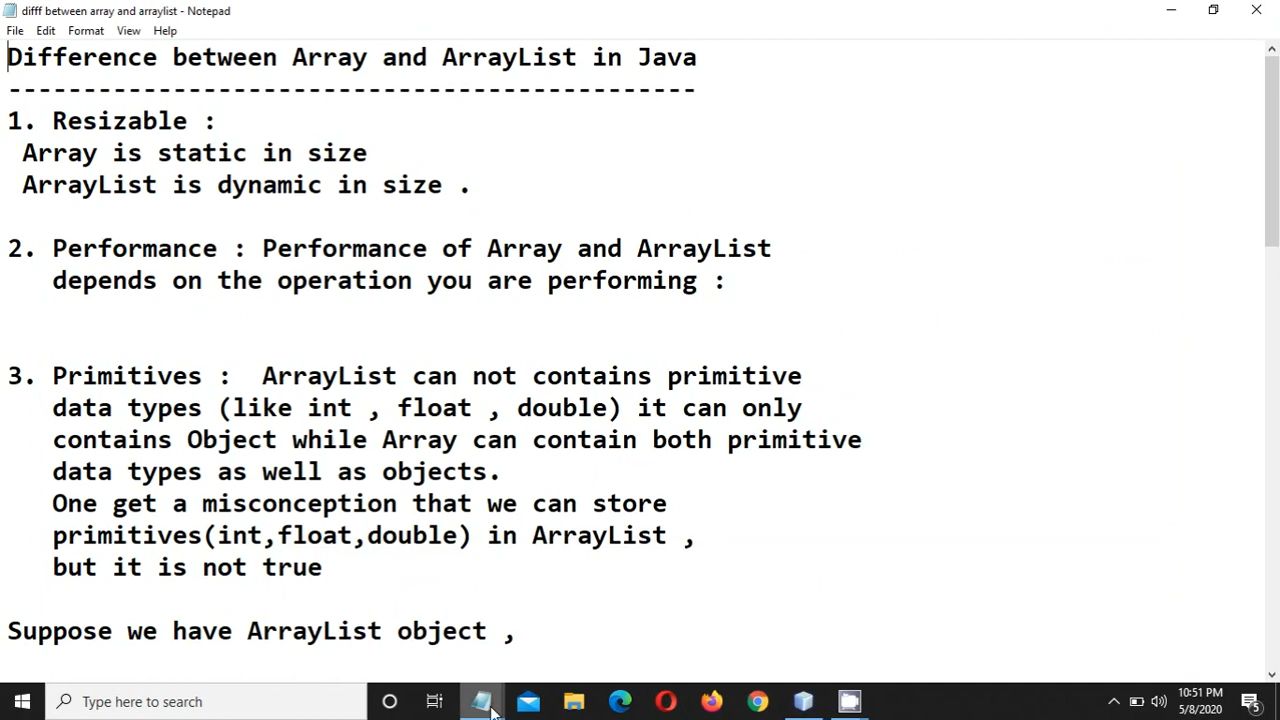 difff between array and arraylist - Notepad
File Edit Format View Help
Difference between Array and ArrayList in Java
----------------------------------------------
1. Resizable :
Array is static in size
ArrayList is dynamic in size .
2. Performance : Performance of Array and ArrayList
depends on the operation you are performing :
3. Primitives : ArrayList can not contains primitive
data types (like int , float , double) it can only
contains Object while Array can contain both primitive
data types as well as objects.
One get a misconception that we can store
primitives(int,float,double) in ArrayList ,
but it is not true
Suppose we have ArrayList object ,
Type here to search
10:51 PM
5/8/2020
5